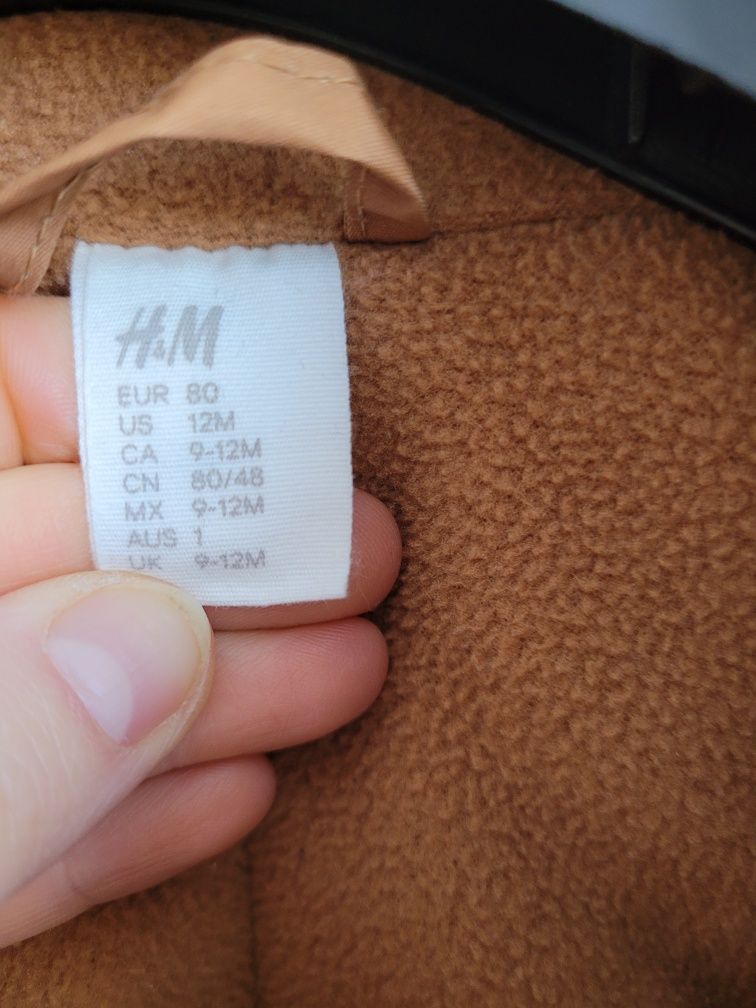 H&M
EUR 80
US 12M
CA 9-12M
CN 80/48
MX 9-12M
AUS 1
UK 9-12M